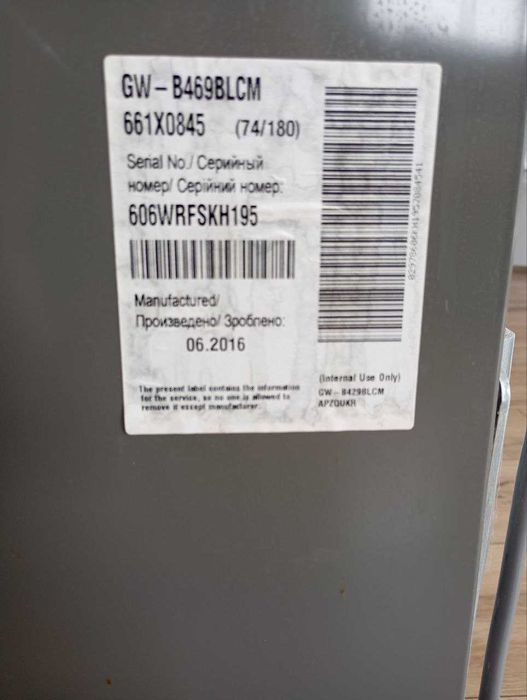 GW-B469BLCM
661X0845 (74/180)
Serial No./ Серийный
номер/ Серійний номер:
606WRFSKH195
Manufactured/
Произведено/ Зроблено:
06.2016
The present label contains the information
for the service, so no one is allowed to
remove it except manufacturer.
(Internal Use Only)
GW-B429BLCM
APZQUKR